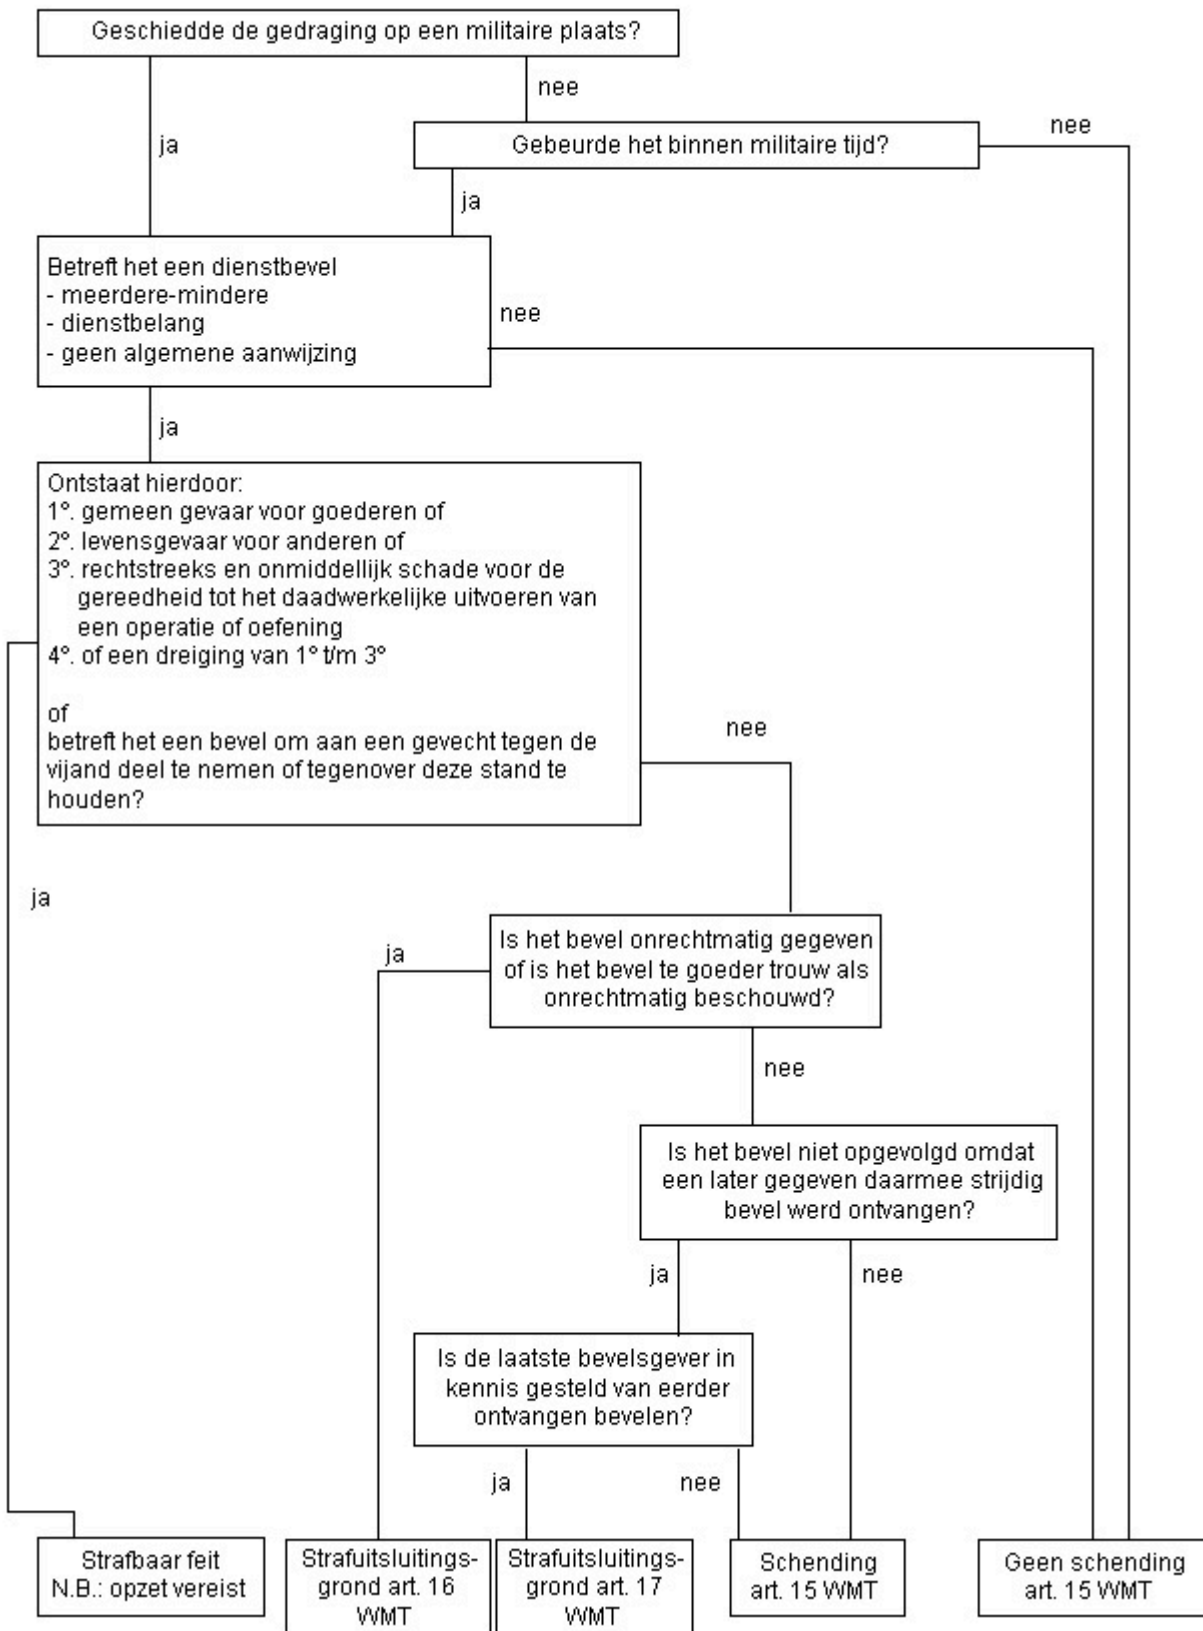 Geschiedde de gedraging op een militaire plaats?
nee
nee
ja
Gebeurde het binnen militaire tijd?
ja
Betreft het een dienstbevel
- meerdere-mindere
- dienstbelang
- geen algemene aanwijzing
nee
ja
Ontstaat hierdoor:
1°. gemeen gevaar voor goederen of
2°. levensgevaar voor anderen of
3°. rechtstreeks en onmiddellijk schade voor de
gereedheid tot het daadwerkelijke uitvoeren van
een operatie of oefening
4°. of een dreiging van 1° t/m 3°
of
betreft het een bevel om aan een gevecht tegen de
vijand deel te nemen of tegenover deze stand te
houden?
nee
ja
Is het bevel onrechtmatig gegeven
of is het bevel te goeder trouw als
onrechtmatig beschouwd?
ja
nee
Is het bevel niet opgevolgd omdat
een later gegeven daarmee strijdig
bevel werd ontvangen?
ja
nee
Is de laatste bevelsgever in
kennis gesteld van eerder
ontvangen bevelen?
ja
nee
Strafbaar feit
N.B.: opzet vereist
Strafuitsluitings-
grond art. 16
WMT
Strafuitsluitings-
grond art. 17
WMT
Schending
art. 15 WMT
Geen schending
art. 15 WMT